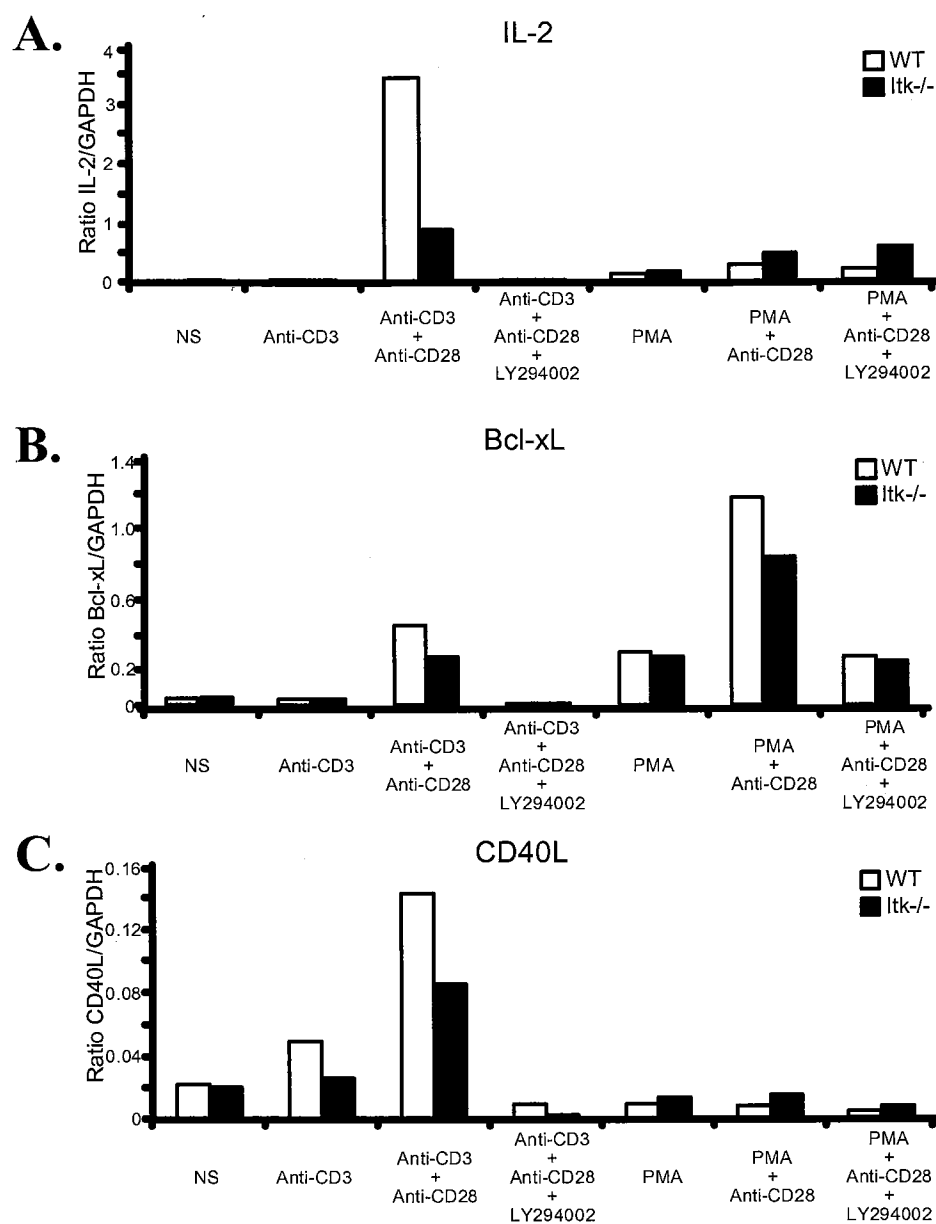 A.
IL-2
WT
Itk-/-
Ratio IL-2/GAPDH
4
3
2
1
0
NS
Anti-CD3
Anti-CD3
+
Anti-CD28
Anti-CD3
+
Anti-CD28
+
LY294002
PMA
PMA
+
Anti-CD28
PMA
+
Anti-CD28
+
LY294002
B.
Bcl-xL
WT
Itk-/-
Ratio Bcl-xL/GAPDH
1.4
1.0
0.6
0.2
0
NS
Anti-CD3
Anti-CD3
+
Anti-CD28
Anti-CD3
+
Anti-CD28
+
LY294002
PMA
PMA
+
Anti-CD28
PMA
+
Anti-CD28
+
LY294002
C.
CD40L
WT
Itk-/-
Ratio CD40L/GAPDH
0.16
0.12
0.08
0.04
0
NS
Anti-CD3
Anti-CD3
+
Anti-CD28
Anti-CD3
+
Anti-CD28
+
LY294002
PMA
PMA
+
Anti-CD28
PMA
+
Anti-CD28
+
LY294002